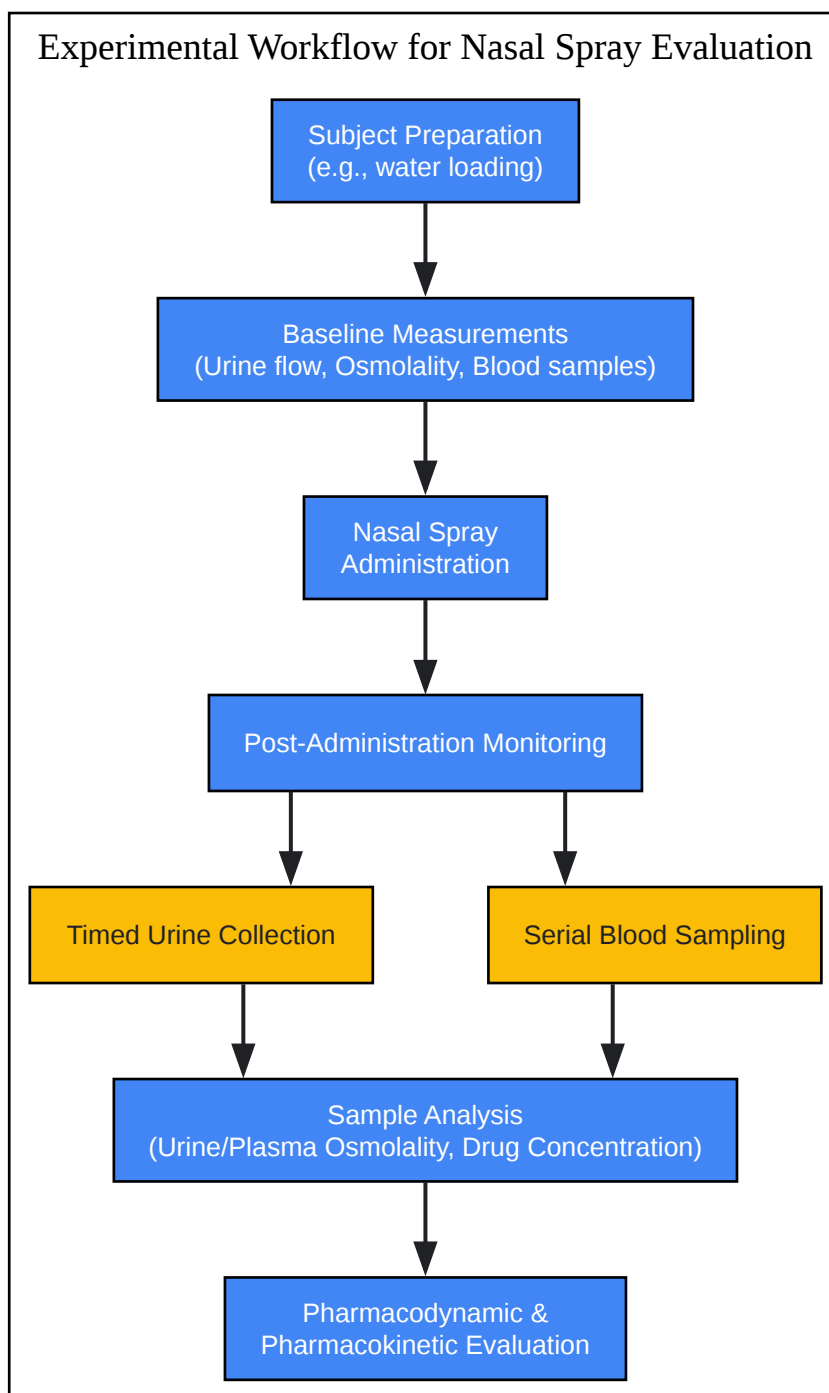 Experimental Workflow for Nasal Spray Evaluation
Subject Preparation
(e.g., water loading)
Baseline Measurements
(Urine flow, Osmolality, Blood samples)
Nasal Spray
Administration
Post-Administration Monitoring
Timed Urine Collection
Serial Blood Sampling
Sample Analysis
(Urine/Plasma Osmolality, Drug Concentration)
Pharmacodynamic &
Pharmacokinetic Evaluation